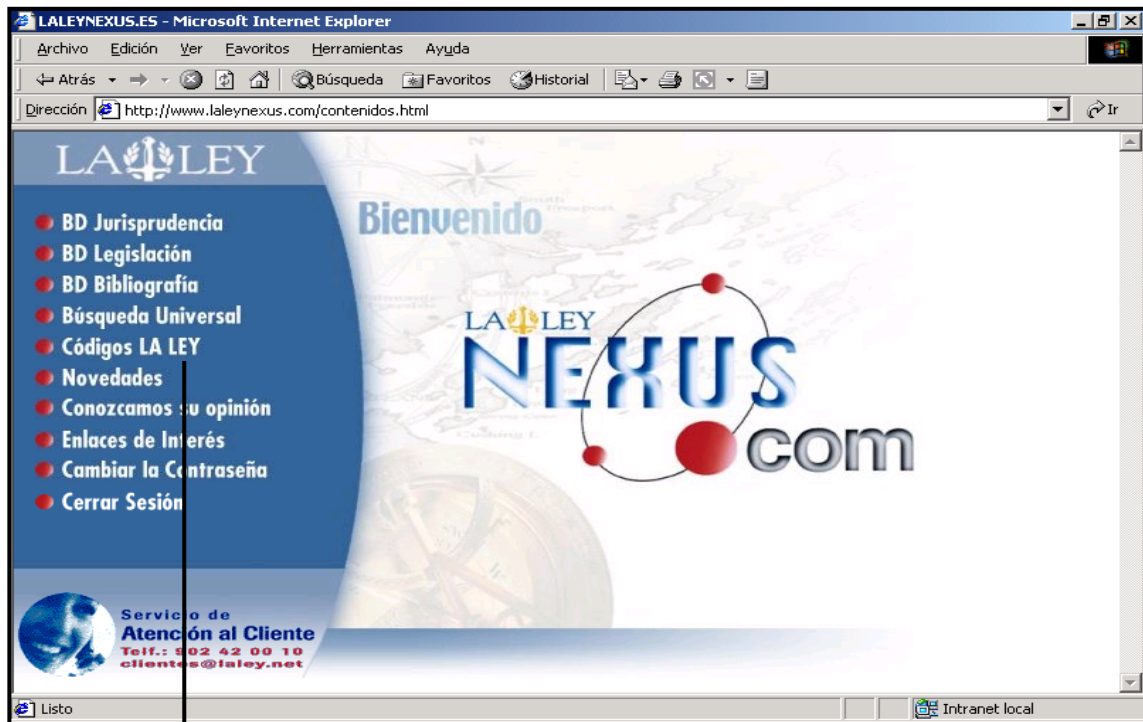 LALEYNEXUS.ES - Microsoft Internet Explorer
Archivo Edición Ver Favoritos Herramientas Ayuda
Atrás Búsqueda Favoritos Historial
Dirección http://www.laleynexus.com/contenidos.html Ir
LA LEY
BD Jurisprudencia
BD Legislación
BD Bibliografía
Búsqueda Universal
Códigos LA LEY
Novedades
Conozcamos su opinión
Enlaces de Interés
Cambiar la Contraseña
Cerrar Sesión
Bienvenido
LA LEY
NEXUS
.com
Servicio de
Atención al Cliente
Telf.: 902 42 00 10
clientes@laley.net
Listo Intranet local